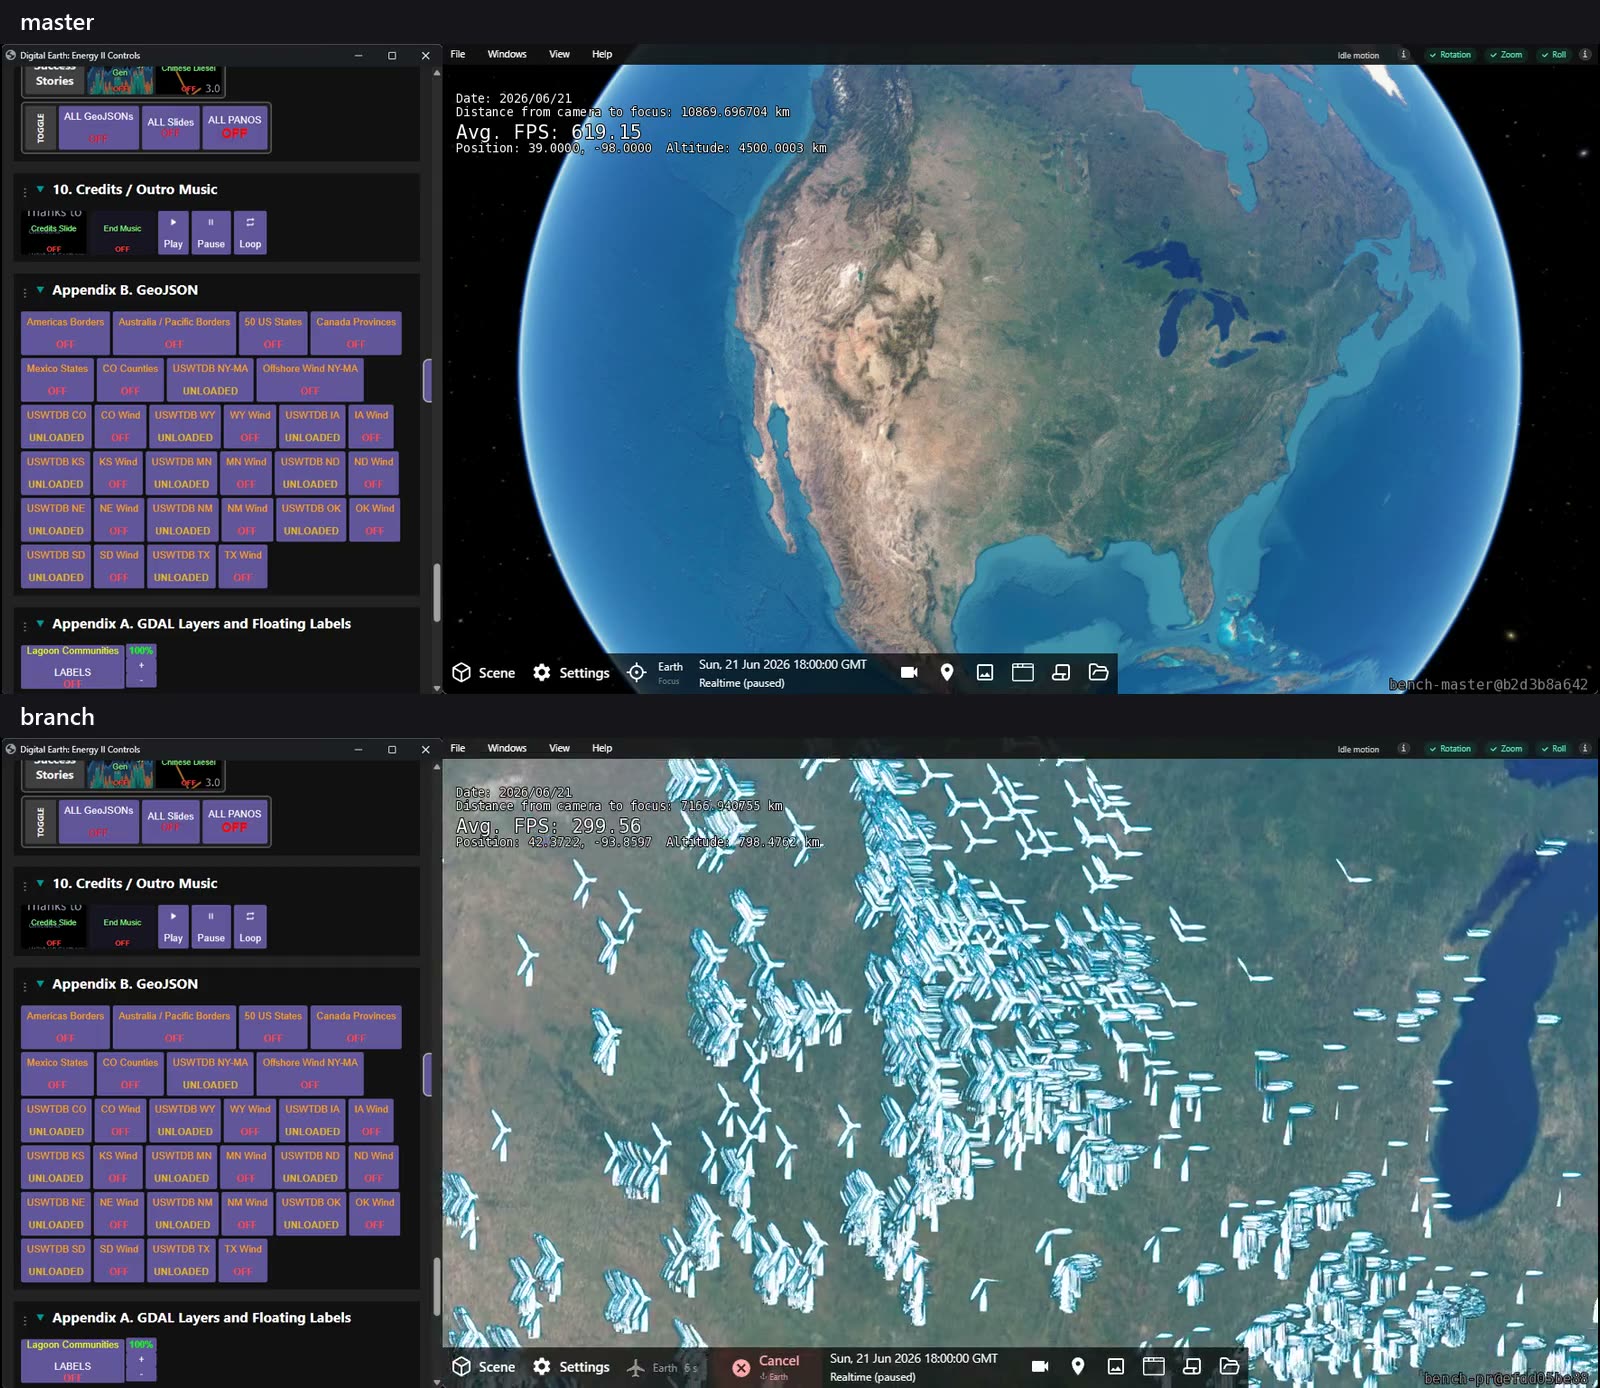 master
Digital Earth: Energy II Controls
File Windows View Help
Idle motion Rotation Zoom Roll
Success Stories
Gen
OFF
Chinese Diesel
OFF 3.0
TOGGLE
ALL GeoJSONs
OFF
ALL Slides
OFF
ALL PANOS
OFF
10. Credits / Outro Music
Thanks to
Credits Slide
OFF
End Music
OFF
Play
Pause
Loop
Appendix B. GeoJSON
Americas Borders Australia / Pacific Borders 50 US States Canada Provinces
OFF OFF OFF OFF
Mexico States CO Counties USWTDB NY-MA Offshore Wind NY-MA
OFF OFF UNLOADED OFF
USWTDB CO CO Wind USWTDB WY WY Wind USWTDB IA IA Wind
UNLOADED OFF UNLOADED OFF UNLOADED OFF
USWTDB KS KS Wind USWTDB MN MN Wind USWTDB ND ND Wind
UNLOADED OFF UNLOADED OFF UNLOADED OFF
USWTDB NE NE Wind USWTDB NM NM Wind USWTDB OK OK Wind
UNLOADED OFF UNLOADED OFF UNLOADED OFF
USWTDB SD SD Wind USWTDB TX TX Wind
UNLOADED OFF UNLOADED OFF
Appendix A. GDAL Layers and Floating Labels
Lagoon Communities 100%
LABELS +
OFF -
Date: 2026/06/21
Distance from camera to focus: 10869.696704 km
Avg. FPS: 619.15
Position: 39.0000, -98.0000 Altitude: 4500.0003 km
Scene Settings Earth
Focus
Sun, 21 Jun 2026 18:00:00 GMT
Realtime (paused)
bench-master@b2d3b8a642
branch
Digital Earth: Energy II Controls
File Windows View Help
Idle motion Rotation Zoom Roll
Success Stories
Gen
OFF
Chinese Diesel
OFF 3.0
TOGGLE
ALL GeoJSONs
OFF
ALL Slides
OFF
ALL PANOS
OFF
10. Credits / Outro Music
Thanks to
Credits Slide
OFF
End Music
OFF
Play
Pause
Loop
Appendix B. GeoJSON
Americas Borders Australia / Pacific Borders 50 US States Canada Provinces
OFF OFF OFF OFF
Mexico States CO Counties USWTDB NY-MA Offshore Wind NY-MA
OFF OFF UNLOADED OFF
USWTDB CO CO Wind USWTDB WY WY Wind USWTDB IA IA Wind
UNLOADED OFF UNLOADED OFF UNLOADED OFF
USWTDB KS KS Wind USWTDB MN MN Wind USWTDB ND ND Wind
UNLOADED OFF UNLOADED OFF UNLOADED OFF
USWTDB NE NE Wind USWTDB NM NM Wind USWTDB OK OK Wind
UNLOADED OFF UNLOADED OFF UNLOADED OFF
USWTDB SD SD Wind USWTDB TX TX Wind
UNLOADED OFF UNLOADED OFF
Appendix A. GDAL Layers and Floating Labels
Lagoon Communities 100%
LABELS +
OFF -
Date: 2026/06/21
Distance from camera to focus: 7166.940755 km
Avg. FPS: 299.56
Position: 42.3722, -93.8597 Altitude: 798.4762 km
Scene Settings Earth 6 s
Cancel
Earth
Sun, 21 Jun 2026 18:00:00 GMT
Realtime (paused)